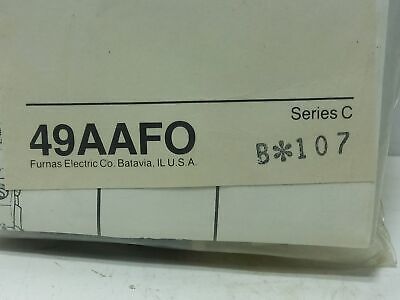 Series C
49AAFO
Furnas Electric Co. Batavia, IL U.S.A.
B*107